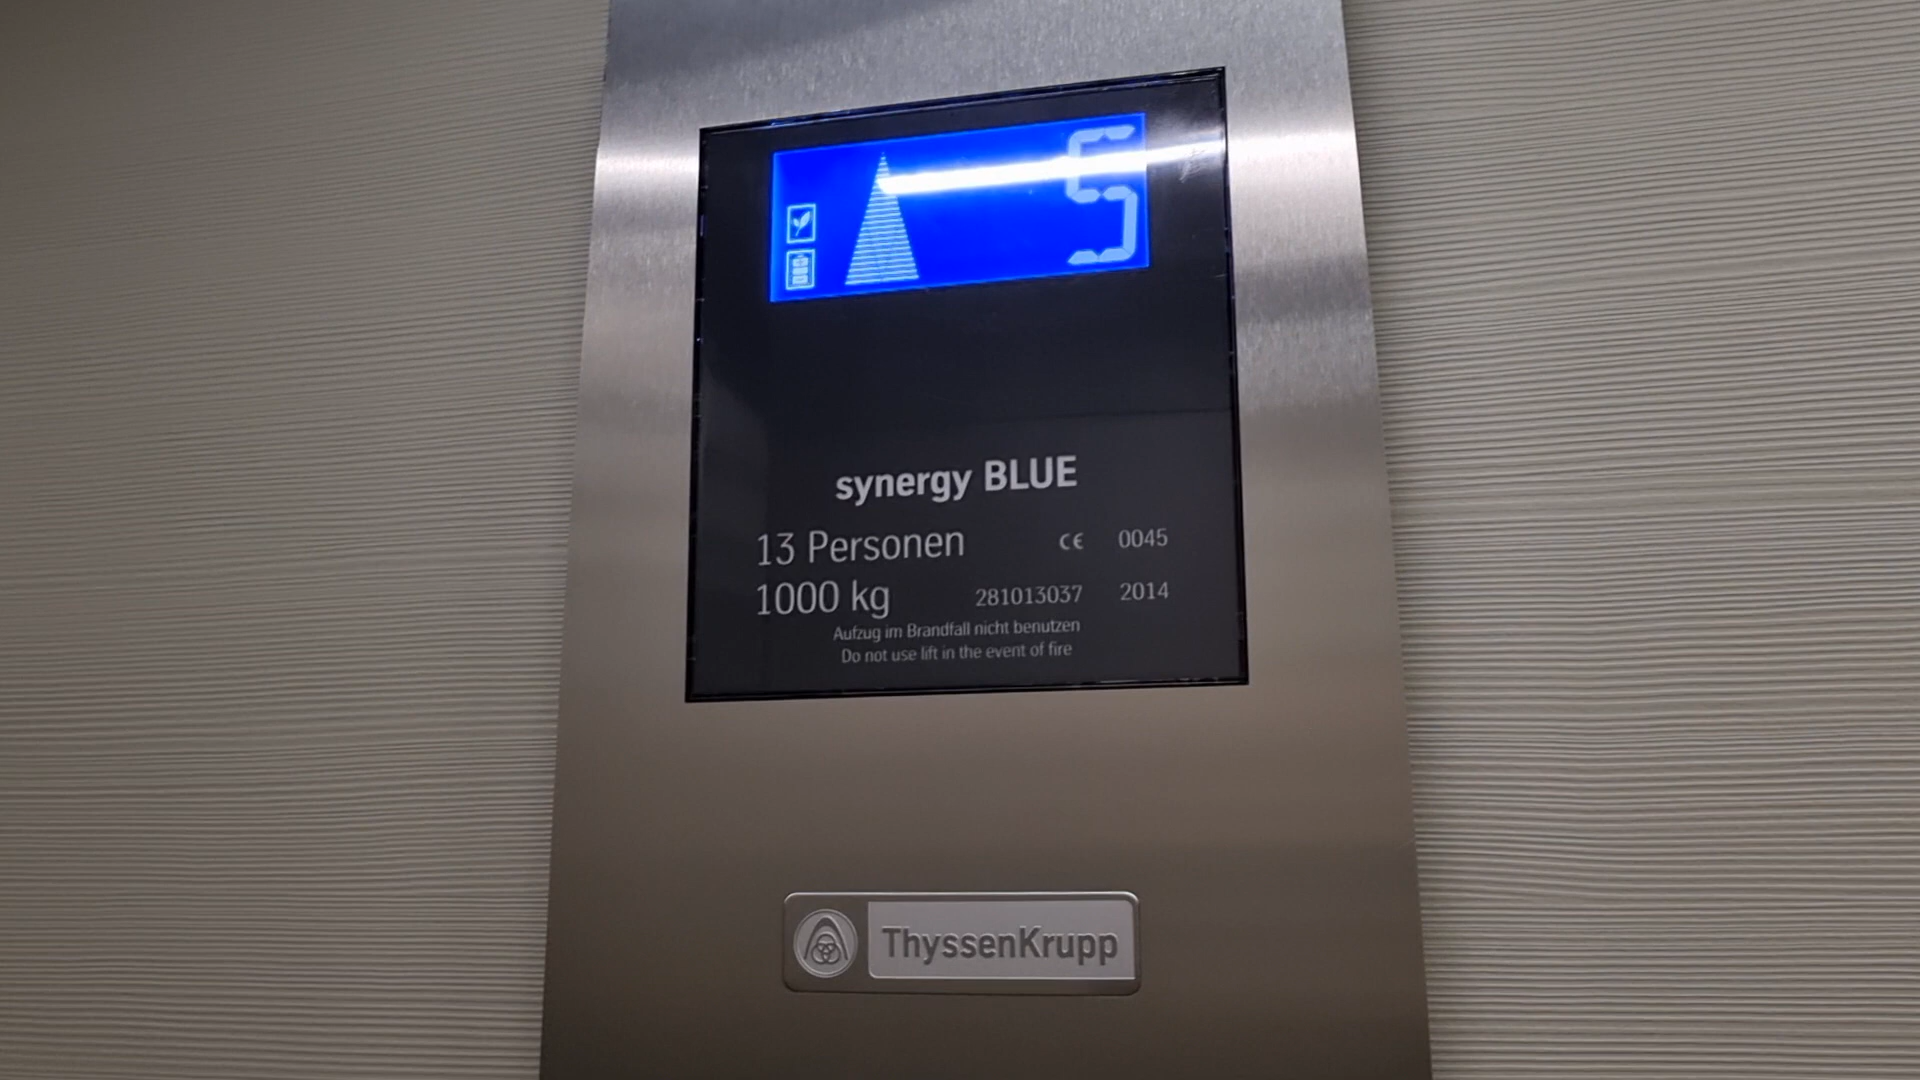 5
synergy BLUE
13 Personen CE 0045
1000 kg 281013037 2014
Aufzug im Brandfall nicht benutzen
Do not use lift in the event of fire
ThyssenKrupp